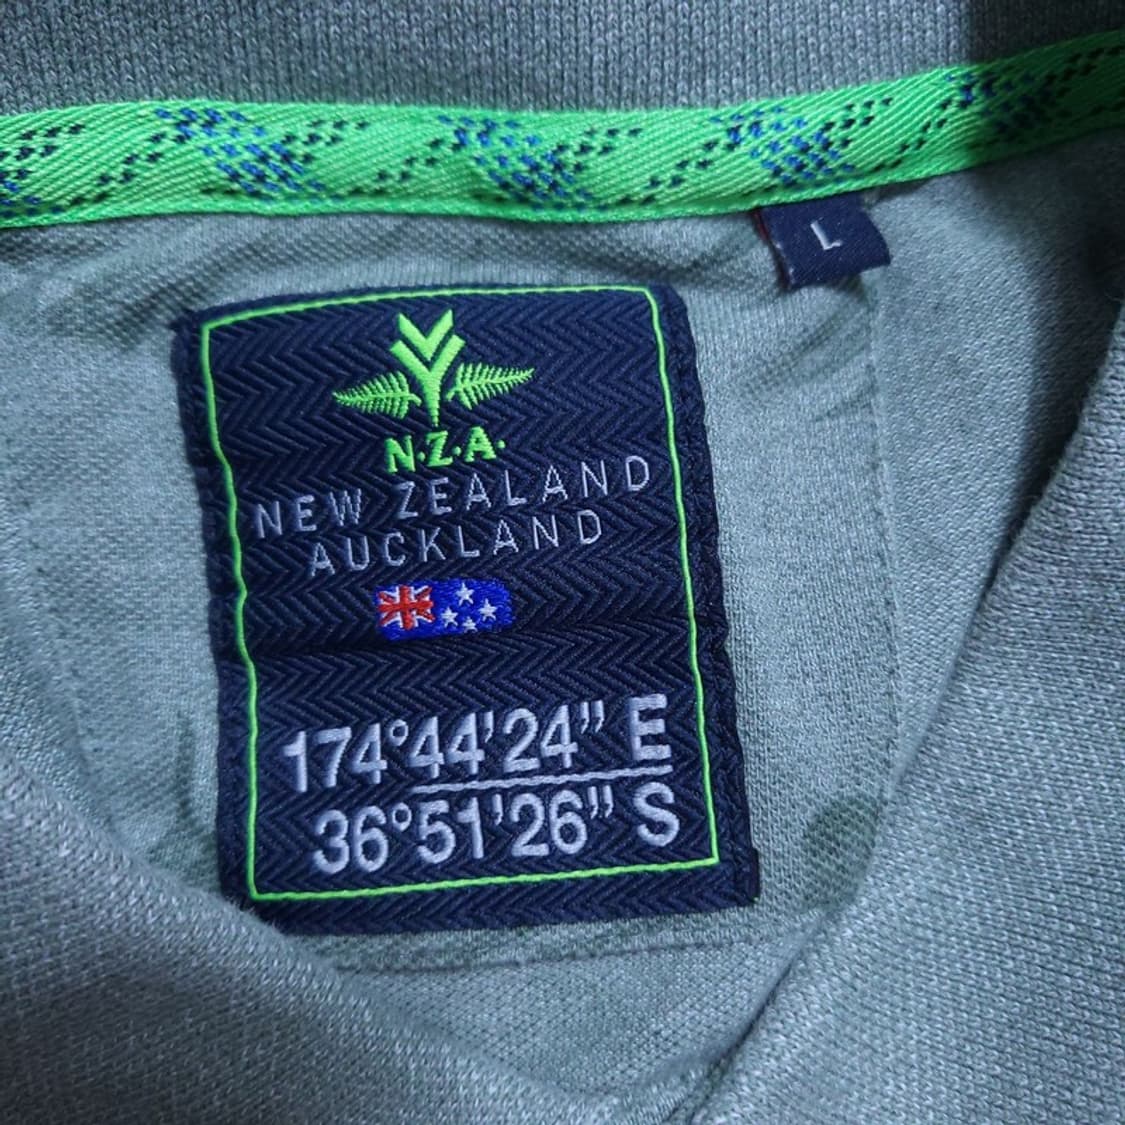 L
N·Z·A·
NEW ZEALAND
AUCKLAND
174°44'24" E
36°51'26" S